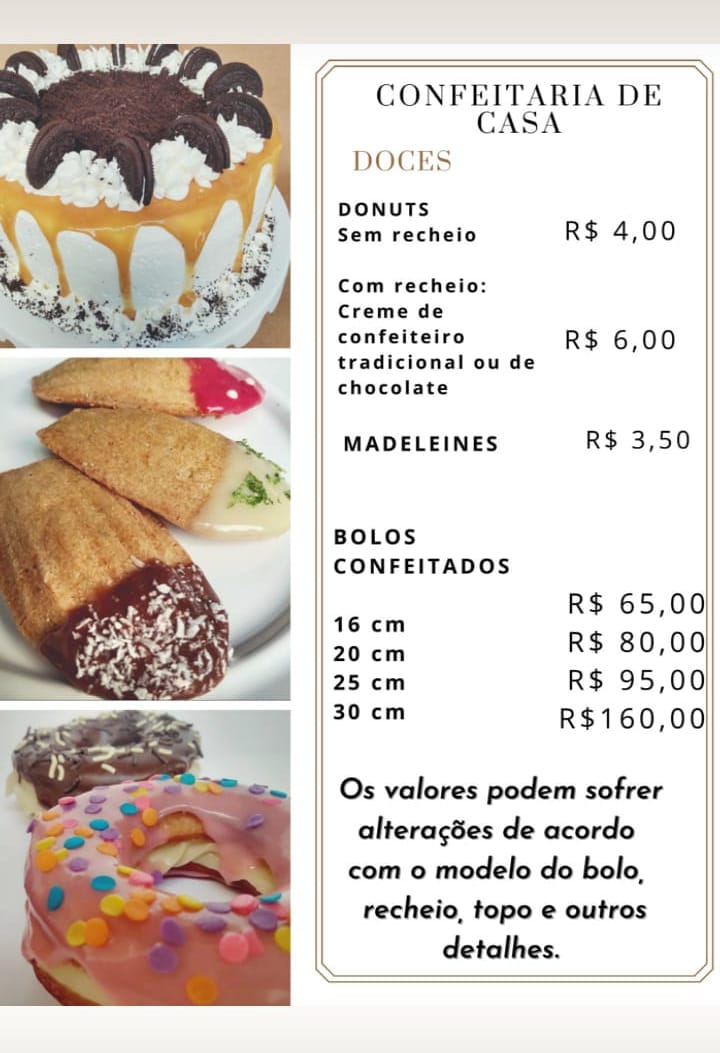 CONFEITARIA DE
CASA
DOCES
DONUTS
Sem recheio R$ 4,00
Com recheio:
Creme de
confeiteiro
tradicional ou de
chocolate
R$ 6,00
MADELEINES R$ 3,50
BOLOS
CONFEITADOS
16 cm R$ 65,00
20 cm R$ 80,00
25 cm R$ 95,00
30 cm R$160,00
Os valores podem sofrer
alterações de acordo
com o modelo do bolo,
recheio, topo e outros
detalhes.